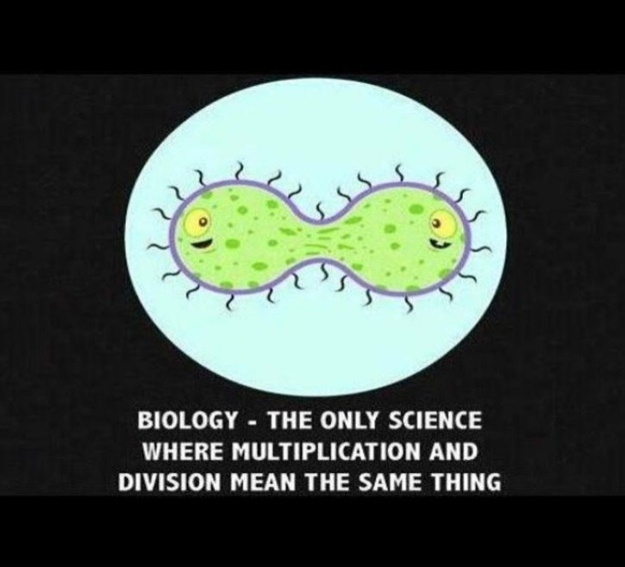 BIOLOGY - THE ONLY SCIENCE
WHERE MULTIPLICATION AND
DIVISION MEAN THE SAME THING